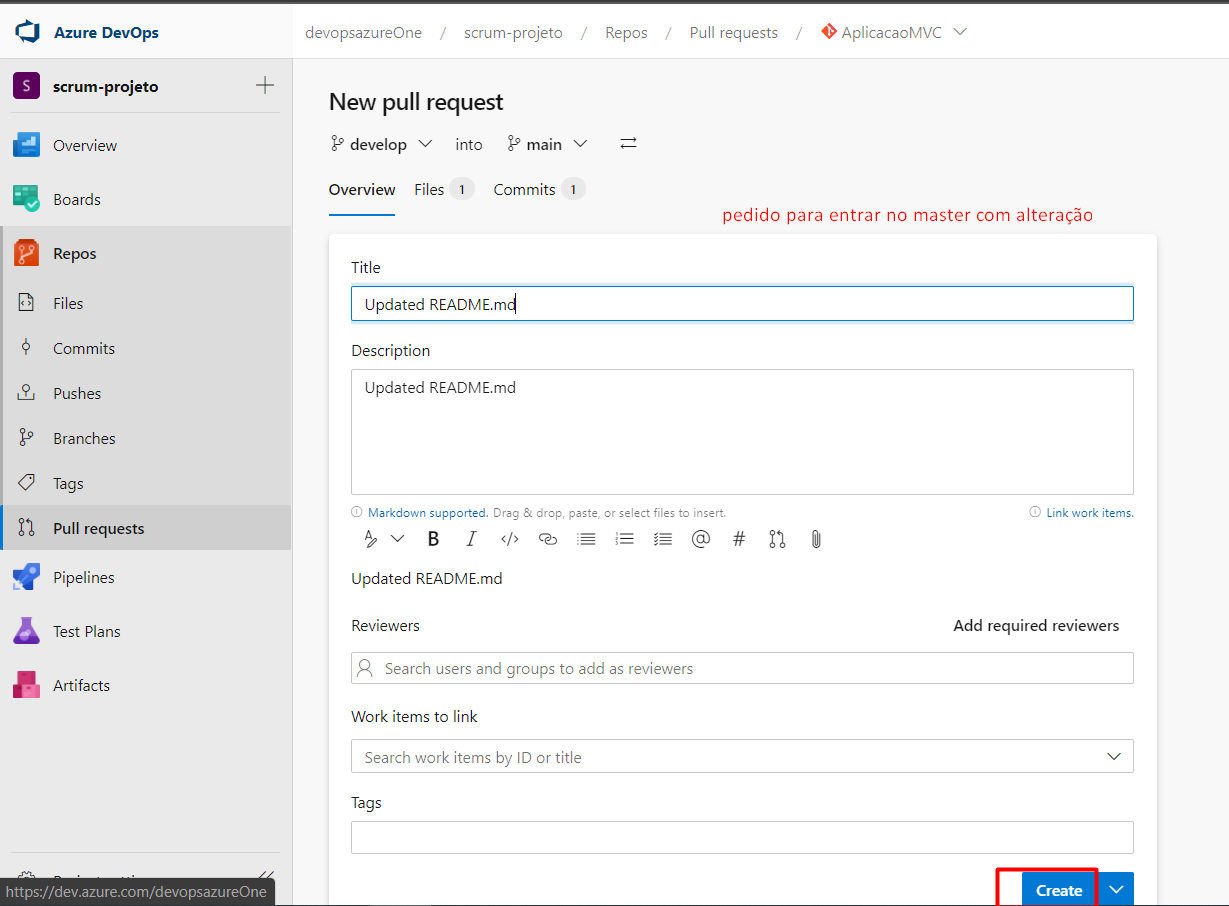 Azure DevOps
devopsazureOne / scrum-projeto / Repos / Pull requests / AplicacaoMVC
S scrum-projeto
Overview
Boards
Repos
Files
Commits
Pushes
Branches
Tags
Pull requests
Pipelines
Test Plans
Artifacts
https://dev.azure.com/devopsazureOne
New pull request
develop into main
Overview Files 1 Commits 1
pedido para entrar no master com alteração
Title
Updated README.md
Description
Updated README.md
Markdown supported. Drag & drop, paste, or select files to insert. Link work items.
B I </> @ #
Updated README.md
Reviewers Add required reviewers
Search users and groups to add as reviewers
Work items to link
Search work items by ID or title
Tags
Create